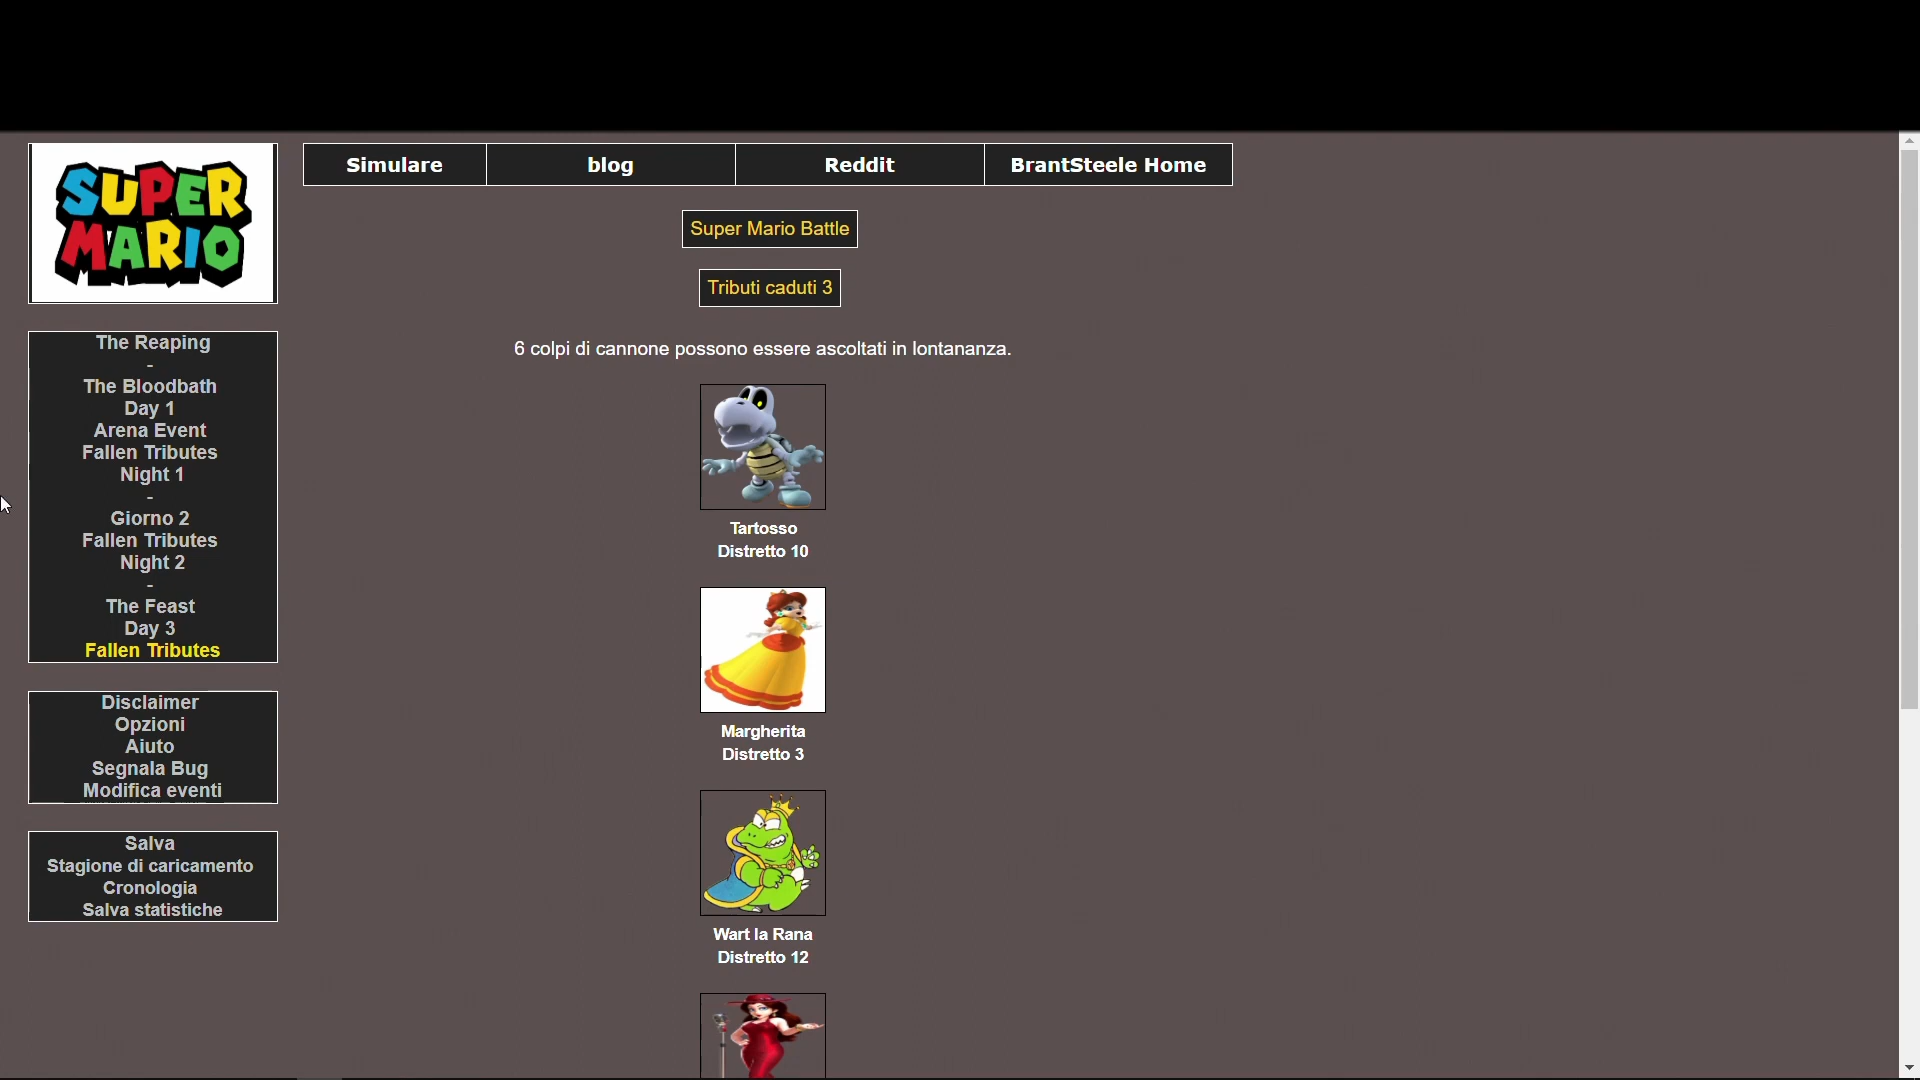 SUPER
MARIO
Simulare
blog
Reddit
BrantSteele Home
Super Mario Battle
Tributi caduti 3
6 colpi di cannone possono essere ascoltati in lontananza.
The Reaping
-
The Bloodbath
Day 1
Arena Event
Fallen Tributes
Night 1
-
Giorno 2
Fallen Tributes
Night 2
-
The Feast
Day 3
Fallen Tributes
Disclaimer
Opzioni
Aiuto
Segnala Bug
Modifica eventi
Salva
Stagione di caricamento
Cronologia
Salva statistiche
Tartosso
Distretto 10
Margherita
Distretto 3
Wart la Rana
Distretto 12